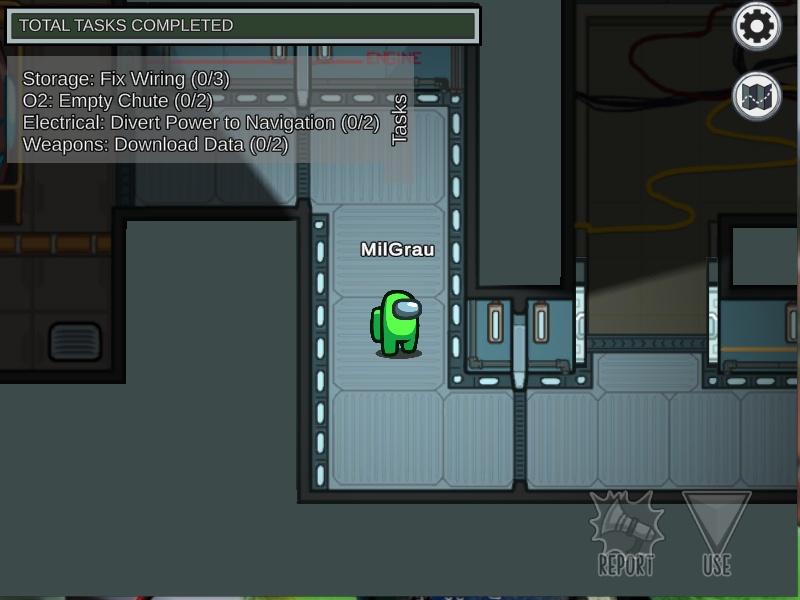 TOTAL TASKS COMPLETED
ENGINE
Storage: Fix Wiring (0/3)
O2: Empty Chute (0/2)
Electrical: Divert Power to Navigation (0/2)
Weapons: Download Data (0/2)
Tasks
MilGrau
REPORT
USE